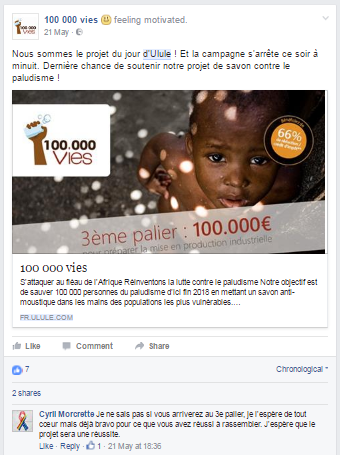 100 000 vies feeling motivated.
21 May
Nous sommes le projet du jour d'Ulule ! Et la campagne s'arrête ce soir à
minuit. Dernière chance de soutenir notre projet de savon contre le
paludisme !
100.000
vies
66%
3ème palier : 100.000€
pour préparer la mise en production industrielle
100 000 vies
S'attaquer au fléau de l'Afrique Réinventons la lutte contre le paludisme Notre objectif est
de sauver 100 000 personnes du paludisme d'ici fin 2018 en mettant un savon anti-
moustique dans les mains des populations les plus vulnérables....
FR.ULULE.COM
Like Comment Share
7 Chronological
2 shares
Cyril Mororette Je ne sais pas si vous arriverez au 3e palier, je l'espère de tout
cœur mais déjà bravo pour ce que vous avez réussi à rassembler. J'espère que le
projet sera une réussite.
Like · Reply · 1 · 21 May at 18:36